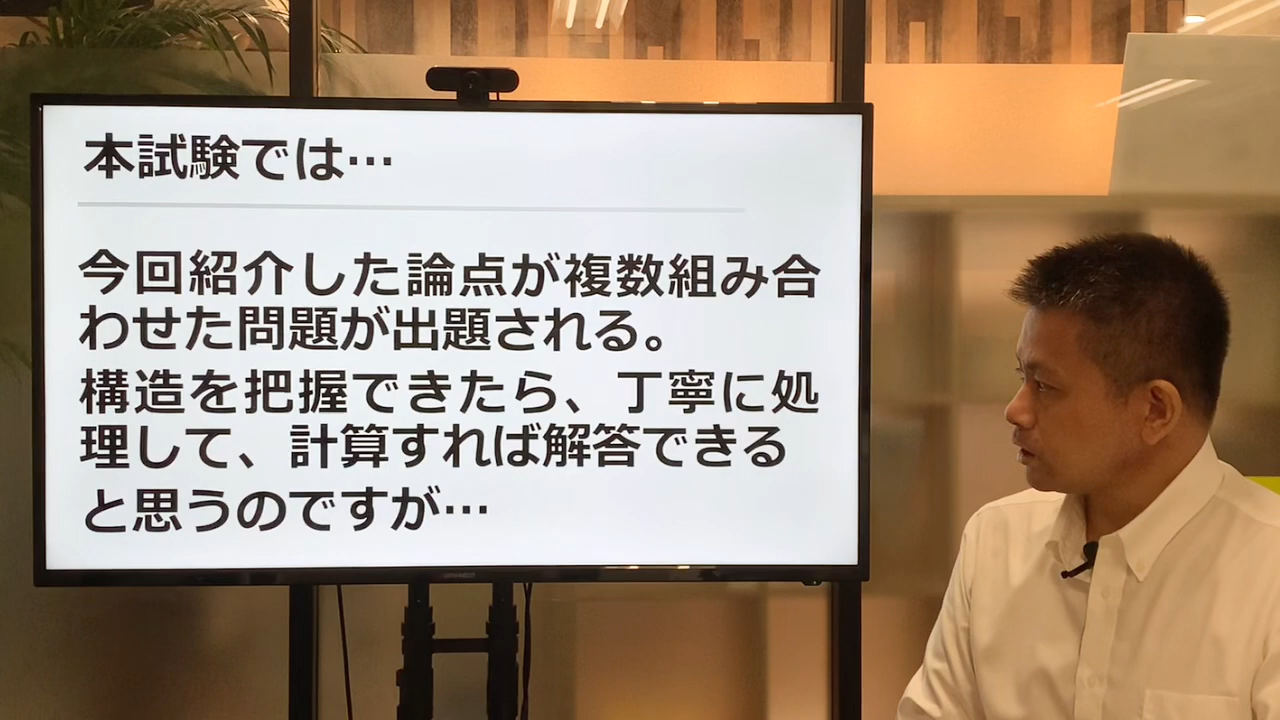 本試験では…
今回紹介した論点が複数組み合
わせた問題が出題される。
構造を把握できたら、丁寧に処
理して、計算すれば解答できる
と思うのですが…